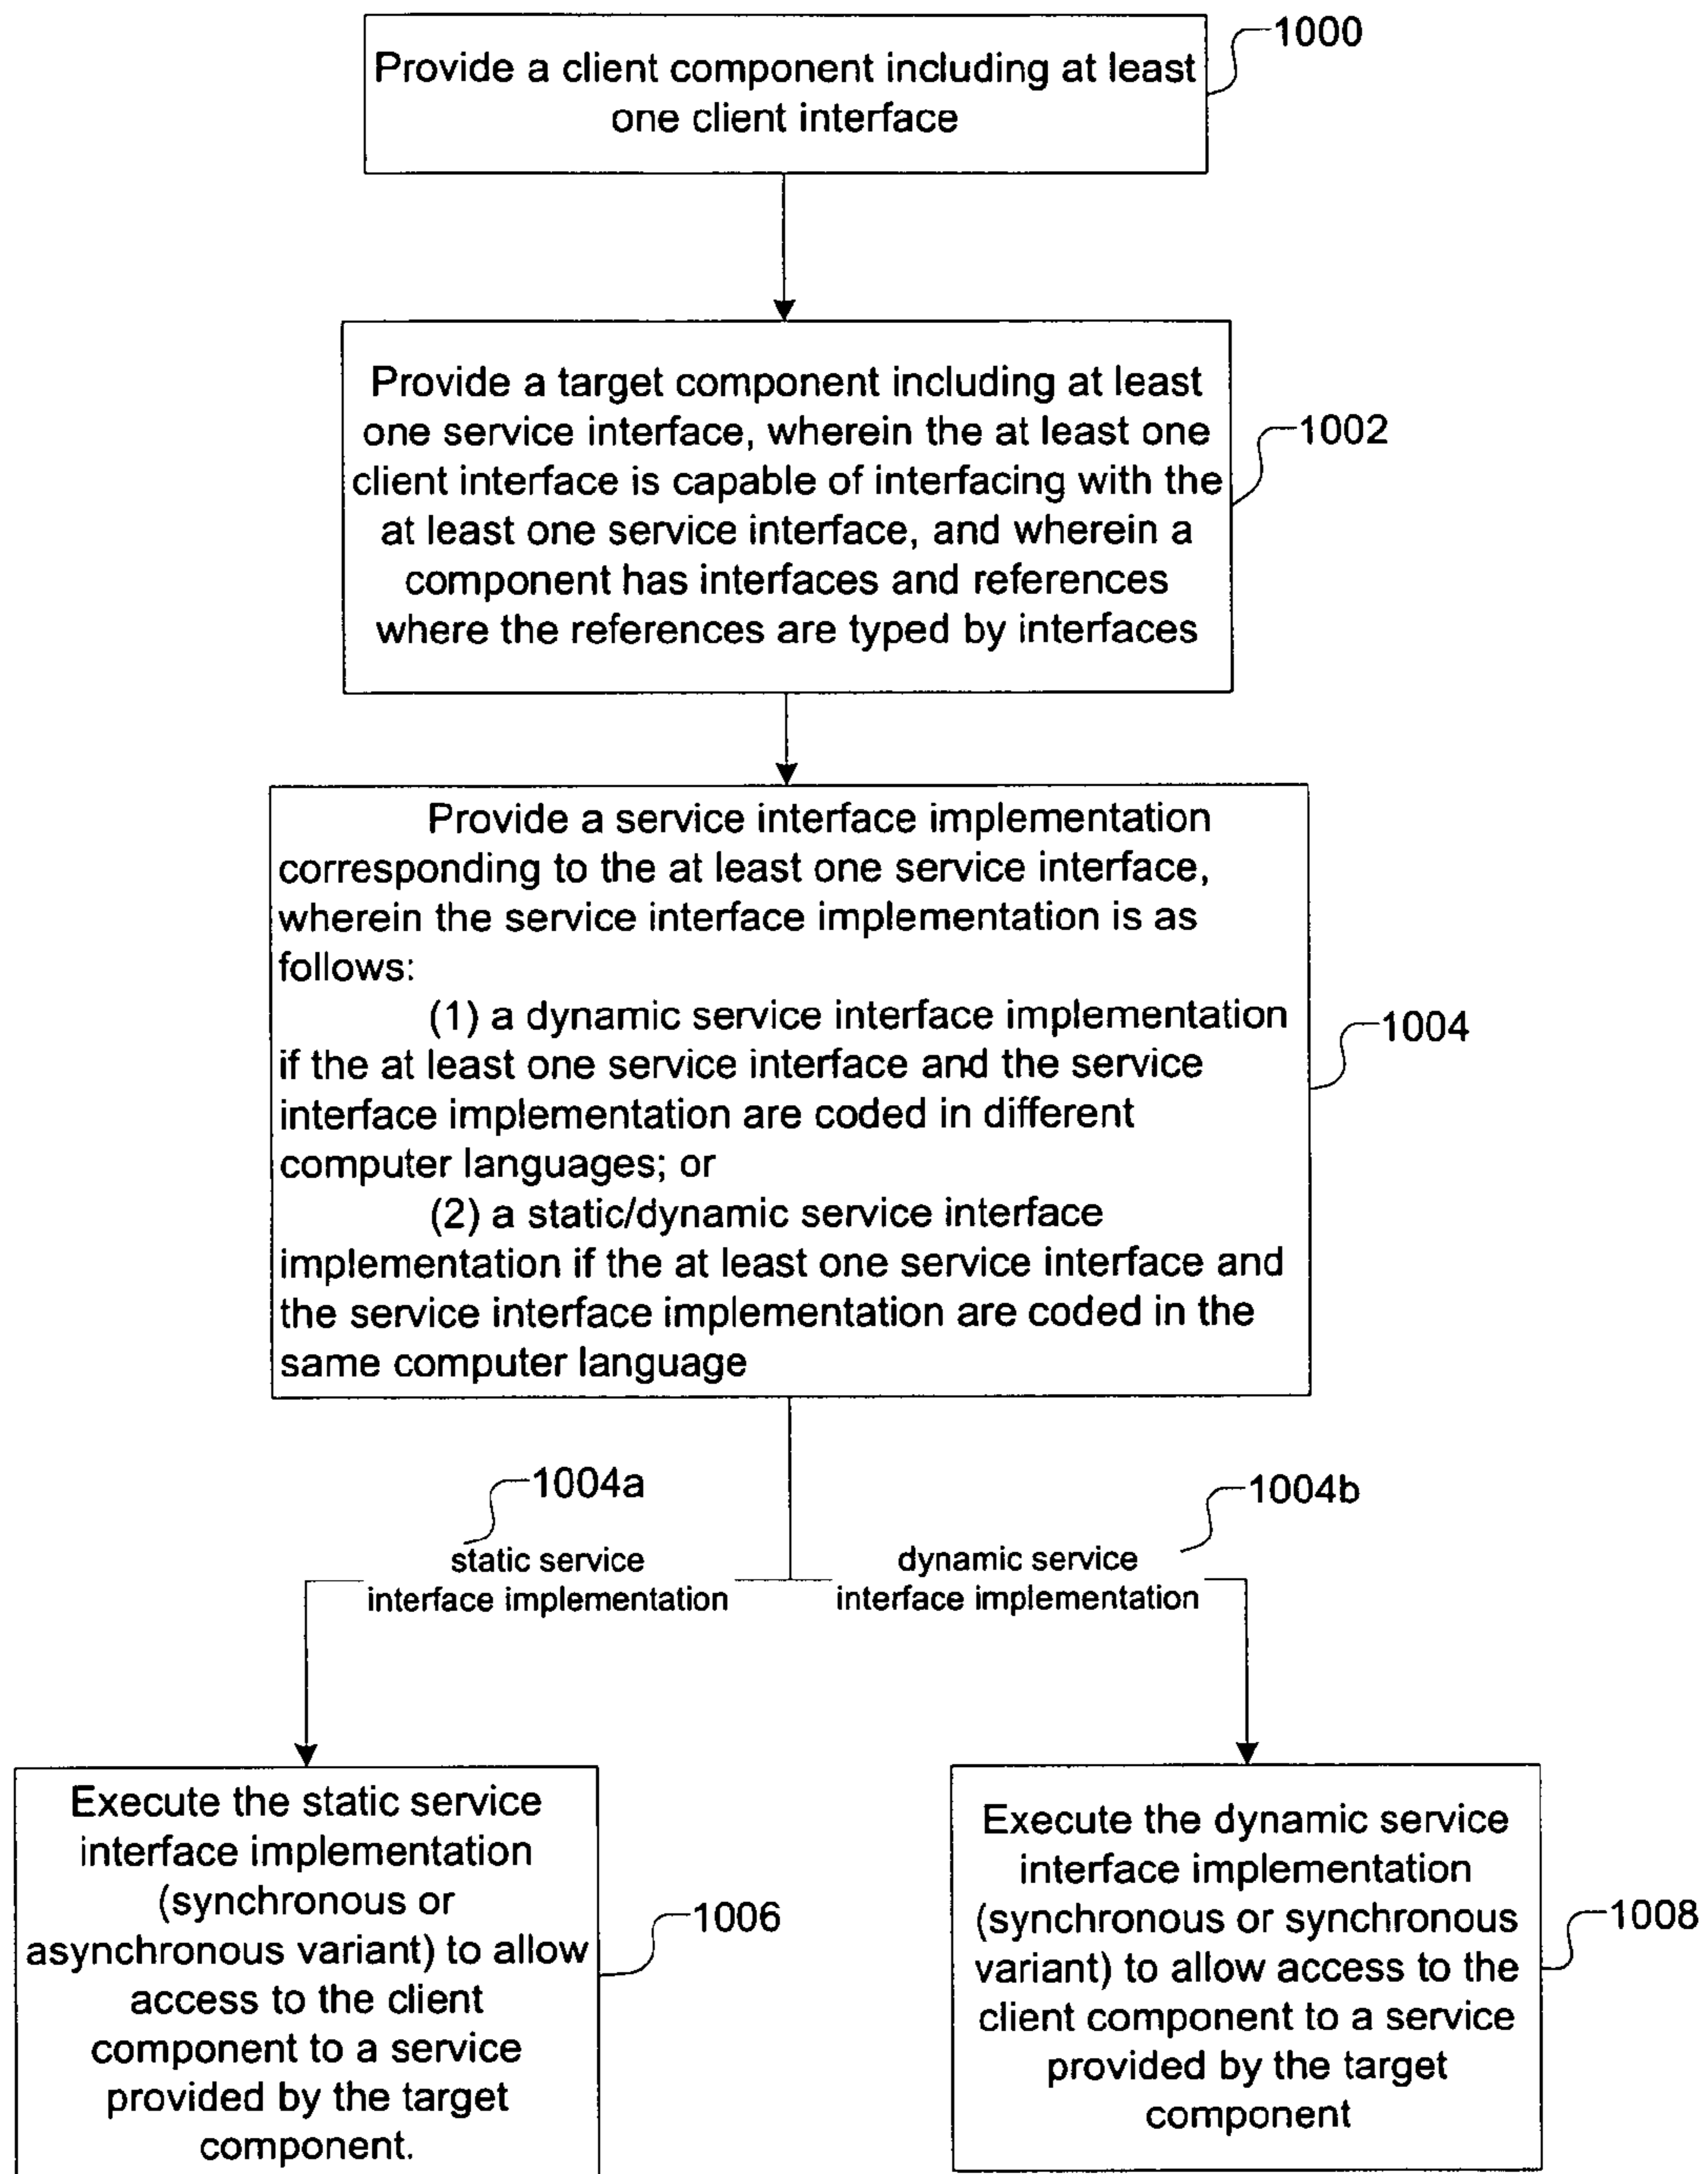 1000
Provide a client component including at least
one client interface
Provide a target component including at least
one service interface, wherein the at least one
client interface is capable of interfacing with the
at least one service interface, and wherein a
component has interfaces and references
where the references are typed by interfaces
1002
Provide a service interface implementation
corresponding to the at least one service interface,
wherein the service interface implementation is as
follows:
(1) a dynamic service interface implementation
if the at least one service interface and the service
interface implementation are coded in different
computer languages; or
(2) a static/dynamic service interface
implementation if the at least one service interface and
the service interface implementation are coded in the
same computer language
1004
1004a
static service
interface implementation
1004b
dynamic service
interface implementation
Execute the static service
interface implementation
(synchronous or
asynchronous variant) to allow
access to the client
component to a service
provided by the target
component.
1006
Execute the dynamic service
interface implementation
(synchronous or synchronous
variant) to allow access to the
client component to a service
provided by the target
component
1008